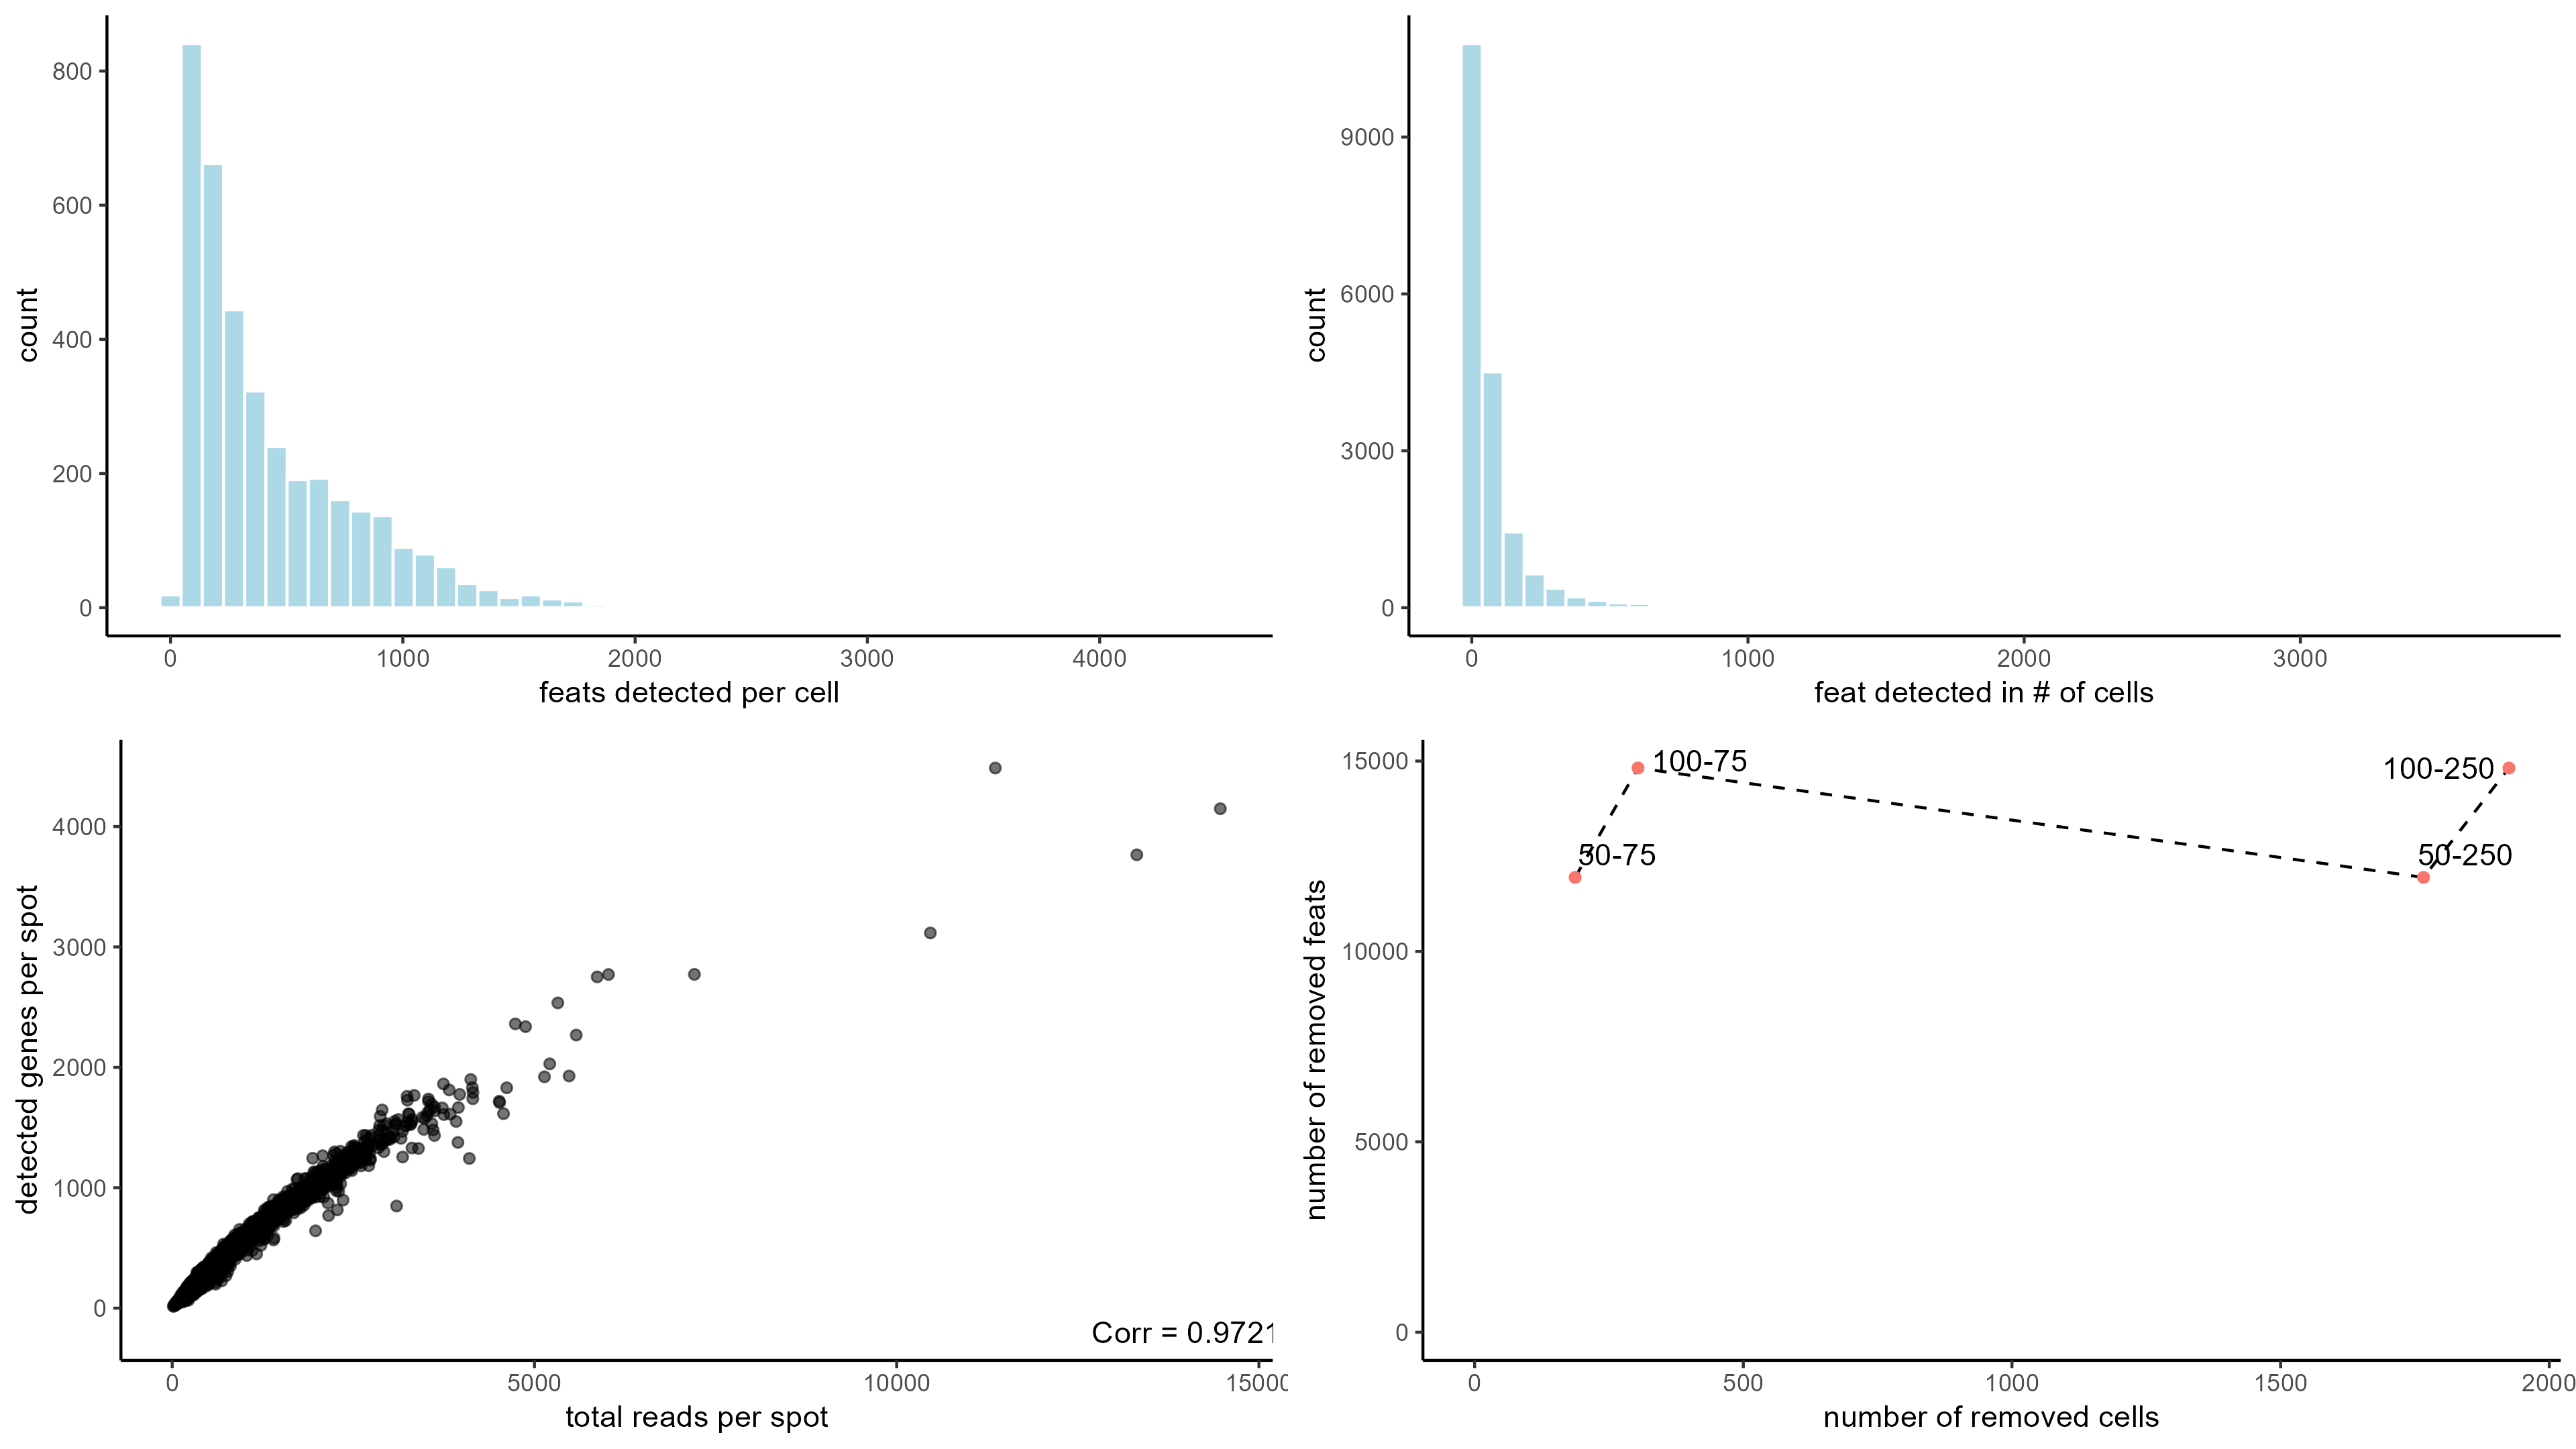 800
600
400
200
0
count
0 1000 2000 3000 4000
feats detected per cell
9000
6000
3000
0
count
0 1000 2000 3000
feat detected in # of cells
4000
3000
2000
1000
0
detected genes per spot
Corr = 0.9721
0 5000 10000 15000
total reads per spot
15000
10000
5000
0
number of removed feats
100-75
100-250
50-75
50-250
0 500 1000 1500 2000
number of removed cells